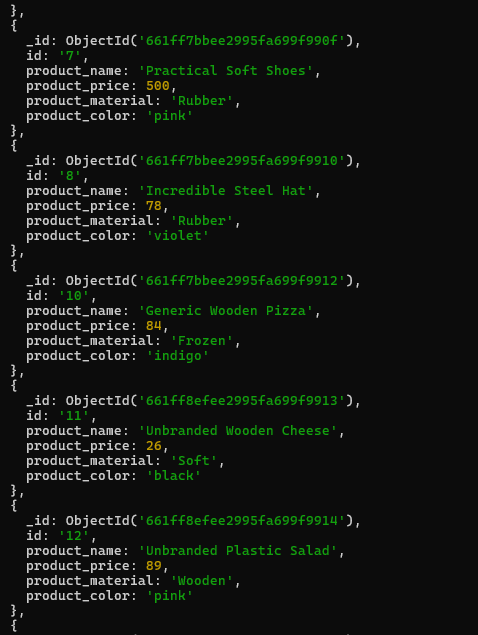 },
{
  _id: ObjectId('661ff7bbee2995fa699f990f'),
  id: '7',
  product_name: 'Practical Soft Shoes',
  product_price: 500,
  product_material: 'Rubber',
  product_color: 'pink'
},
{
  _id: ObjectId('661ff7bbee2995fa699f9910'),
  id: '8',
  product_name: 'Incredible Steel Hat',
  product_price: 78,
  product_material: 'Rubber',
  product_color: 'violet'
},
{
  _id: ObjectId('661ff7bbee2995fa699f9912'),
  id: '10',
  product_name: 'Generic Wooden Pizza',
  product_price: 84,
  product_material: 'Frozen',
  product_color: 'indigo'
},
{
  _id: ObjectId('661ff8efee2995fa699f9913'),
  id: '11',
  product_name: 'Unbranded Wooden Cheese',
  product_price: 26,
  product_material: 'Soft',
  product_color: 'black'
},
{
  _id: ObjectId('661ff8efee2995fa699f9914'),
  id: '12',
  product_name: 'Unbranded Plastic Salad',
  product_price: 89,
  product_material: 'Wooden',
  product_color: 'pink'
},
{